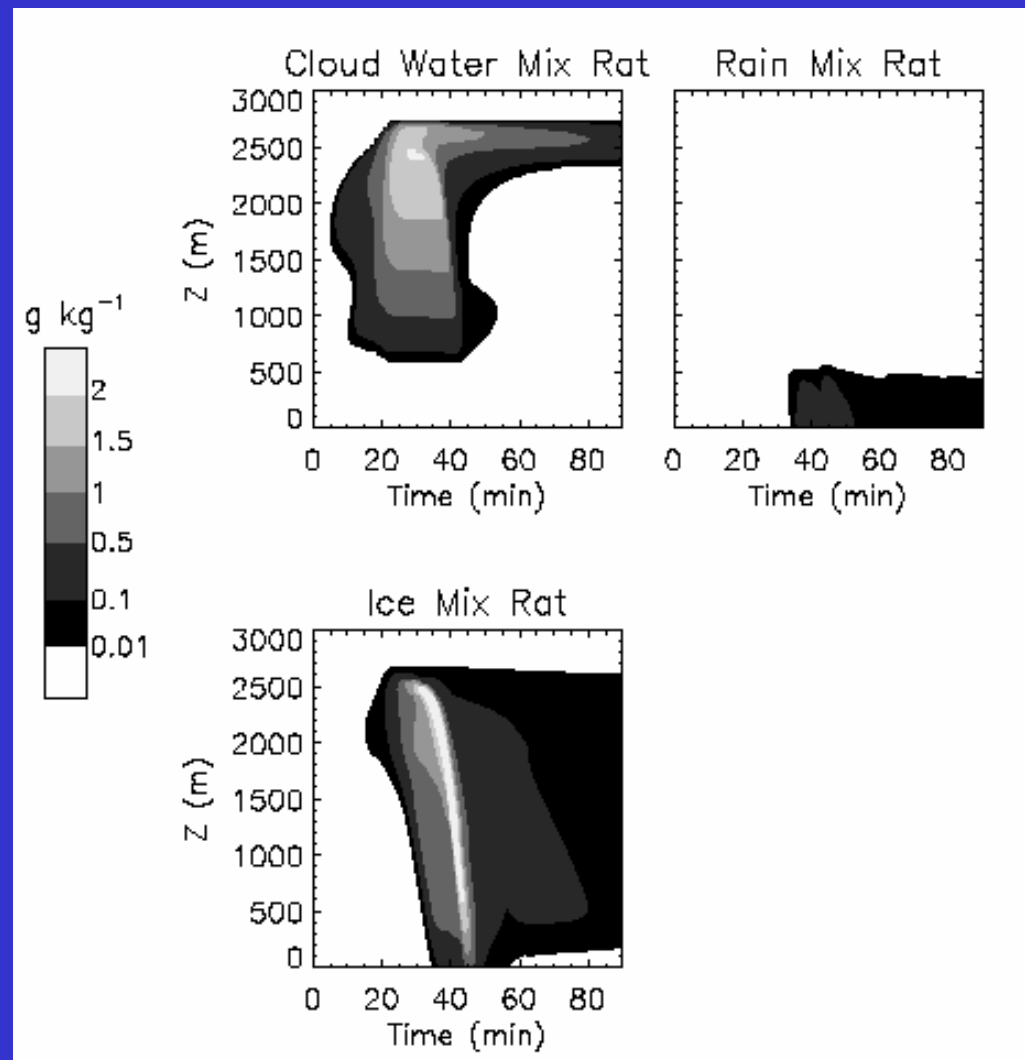 Cloud Water Mix Rat
3000
2500
2000
1500
1000
500
0
Z (m)
0 20 40 60 80
Time (min)
Rain Mix Rat
0 20 40 60 80
Time (min)
g kg⁻¹
2
1.5
1
0.5
0.1
0.01
Ice Mix Rat
3000
2500
2000
1500
1000
500
0
Z (m)
0 20 40 60 80
Time (min)